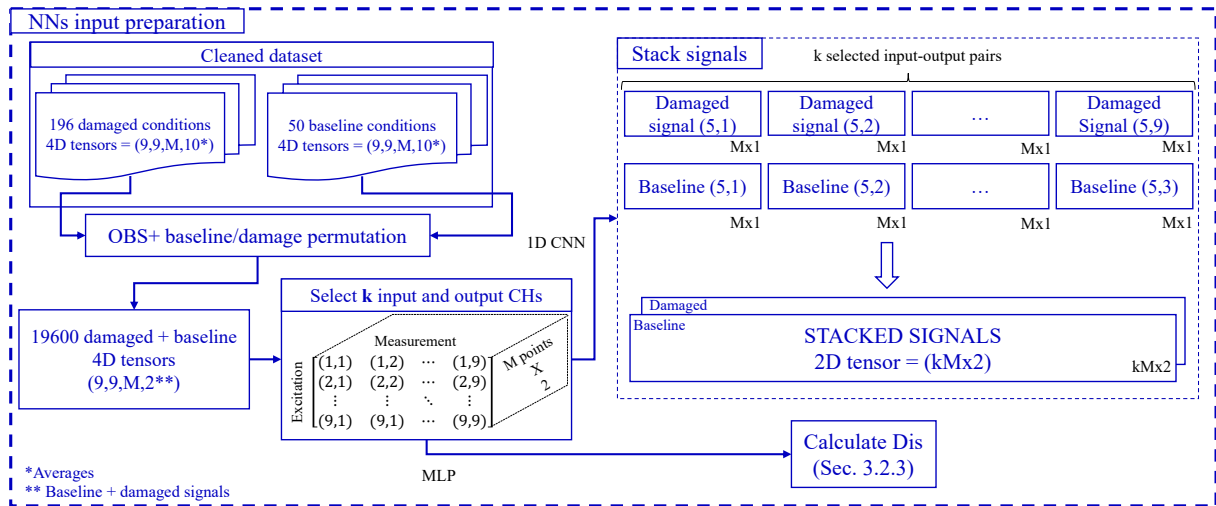 NNs input preparation
Cleaned dataset
196 damaged conditions
4D tensors = (9,9,M,10*)
50 baseline conditions
4D tensors = (9,9,M,10*)
OBS+ baseline/damage permutation
19600 damaged + baseline
4D tensors
(9,9,M,2**)
Select k input and output CHs
Measurement
Excitation
(1,1) (1,2) ⋯ (1,9)
(2,1) (2,2) ⋯ (2,9)
⋮ ⋮ ⋱ ⋮
(9,1) (9,1) ⋯ (9,9)
M points
X
2
1D CNN
MLP
Stack signals
k selected input-output pairs
Damaged
signal (5,1)
Mx1
Damaged
signal (5,2)
Mx1
…
Mx1
Damaged
Signal (5,9)
Mx1
Baseline (5,1)
Mx1
Baseline (5,2)
Mx1
…
Mx1
Baseline (5,3)
Mx1
Damaged
Baseline
STACKED SIGNALS
2D tensor = (kMx2)
kMx2
Calculate Dis
(Sec. 3.2.3)
*Averages
** Baseline + damaged signals